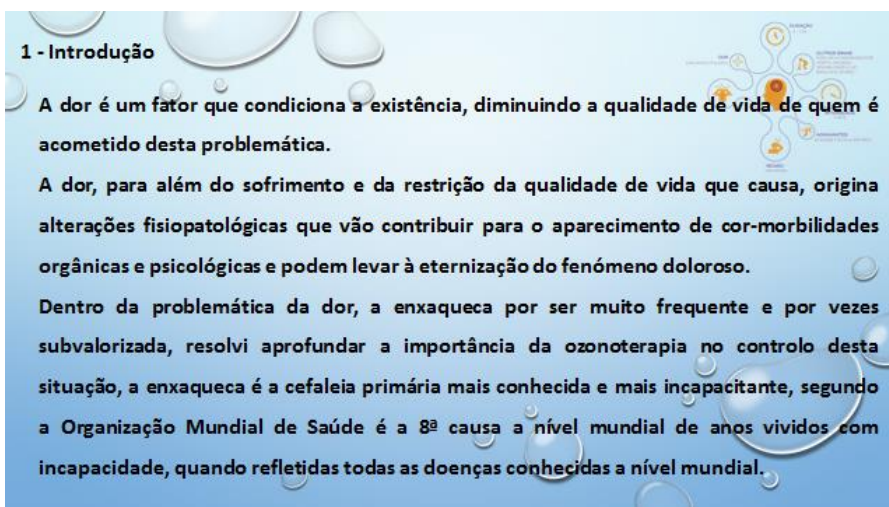 1 - Introdução
A dor é um fator que condiciona a existência, diminuindo a qualidade de vida de quem é
acometido desta problemática.
A dor, para além do sofrimento e da restrição da qualidade de vida que causa, origina
alterações fisiopatológicas que vão contribuir para o aparecimento de cor-morbilidades
orgânicas e psicológicas e podem levar à eternização do fenómeno doloroso.
Dentro da problemática da dor, a enxaqueca por ser muito frequente e por vezes
subvalorizada, resolvi aprofundar a importância da ozonoterapia no controlo desta
situação, a enxaqueca é a cefaleia primária mais conhecida e mais incapacitante, segundo
a Organização Mundial de Saúde é a 8ª causa a nível mundial de anos vividos com
incapacidade, quando refletidas todas as doenças conhecidas a nível mundial.